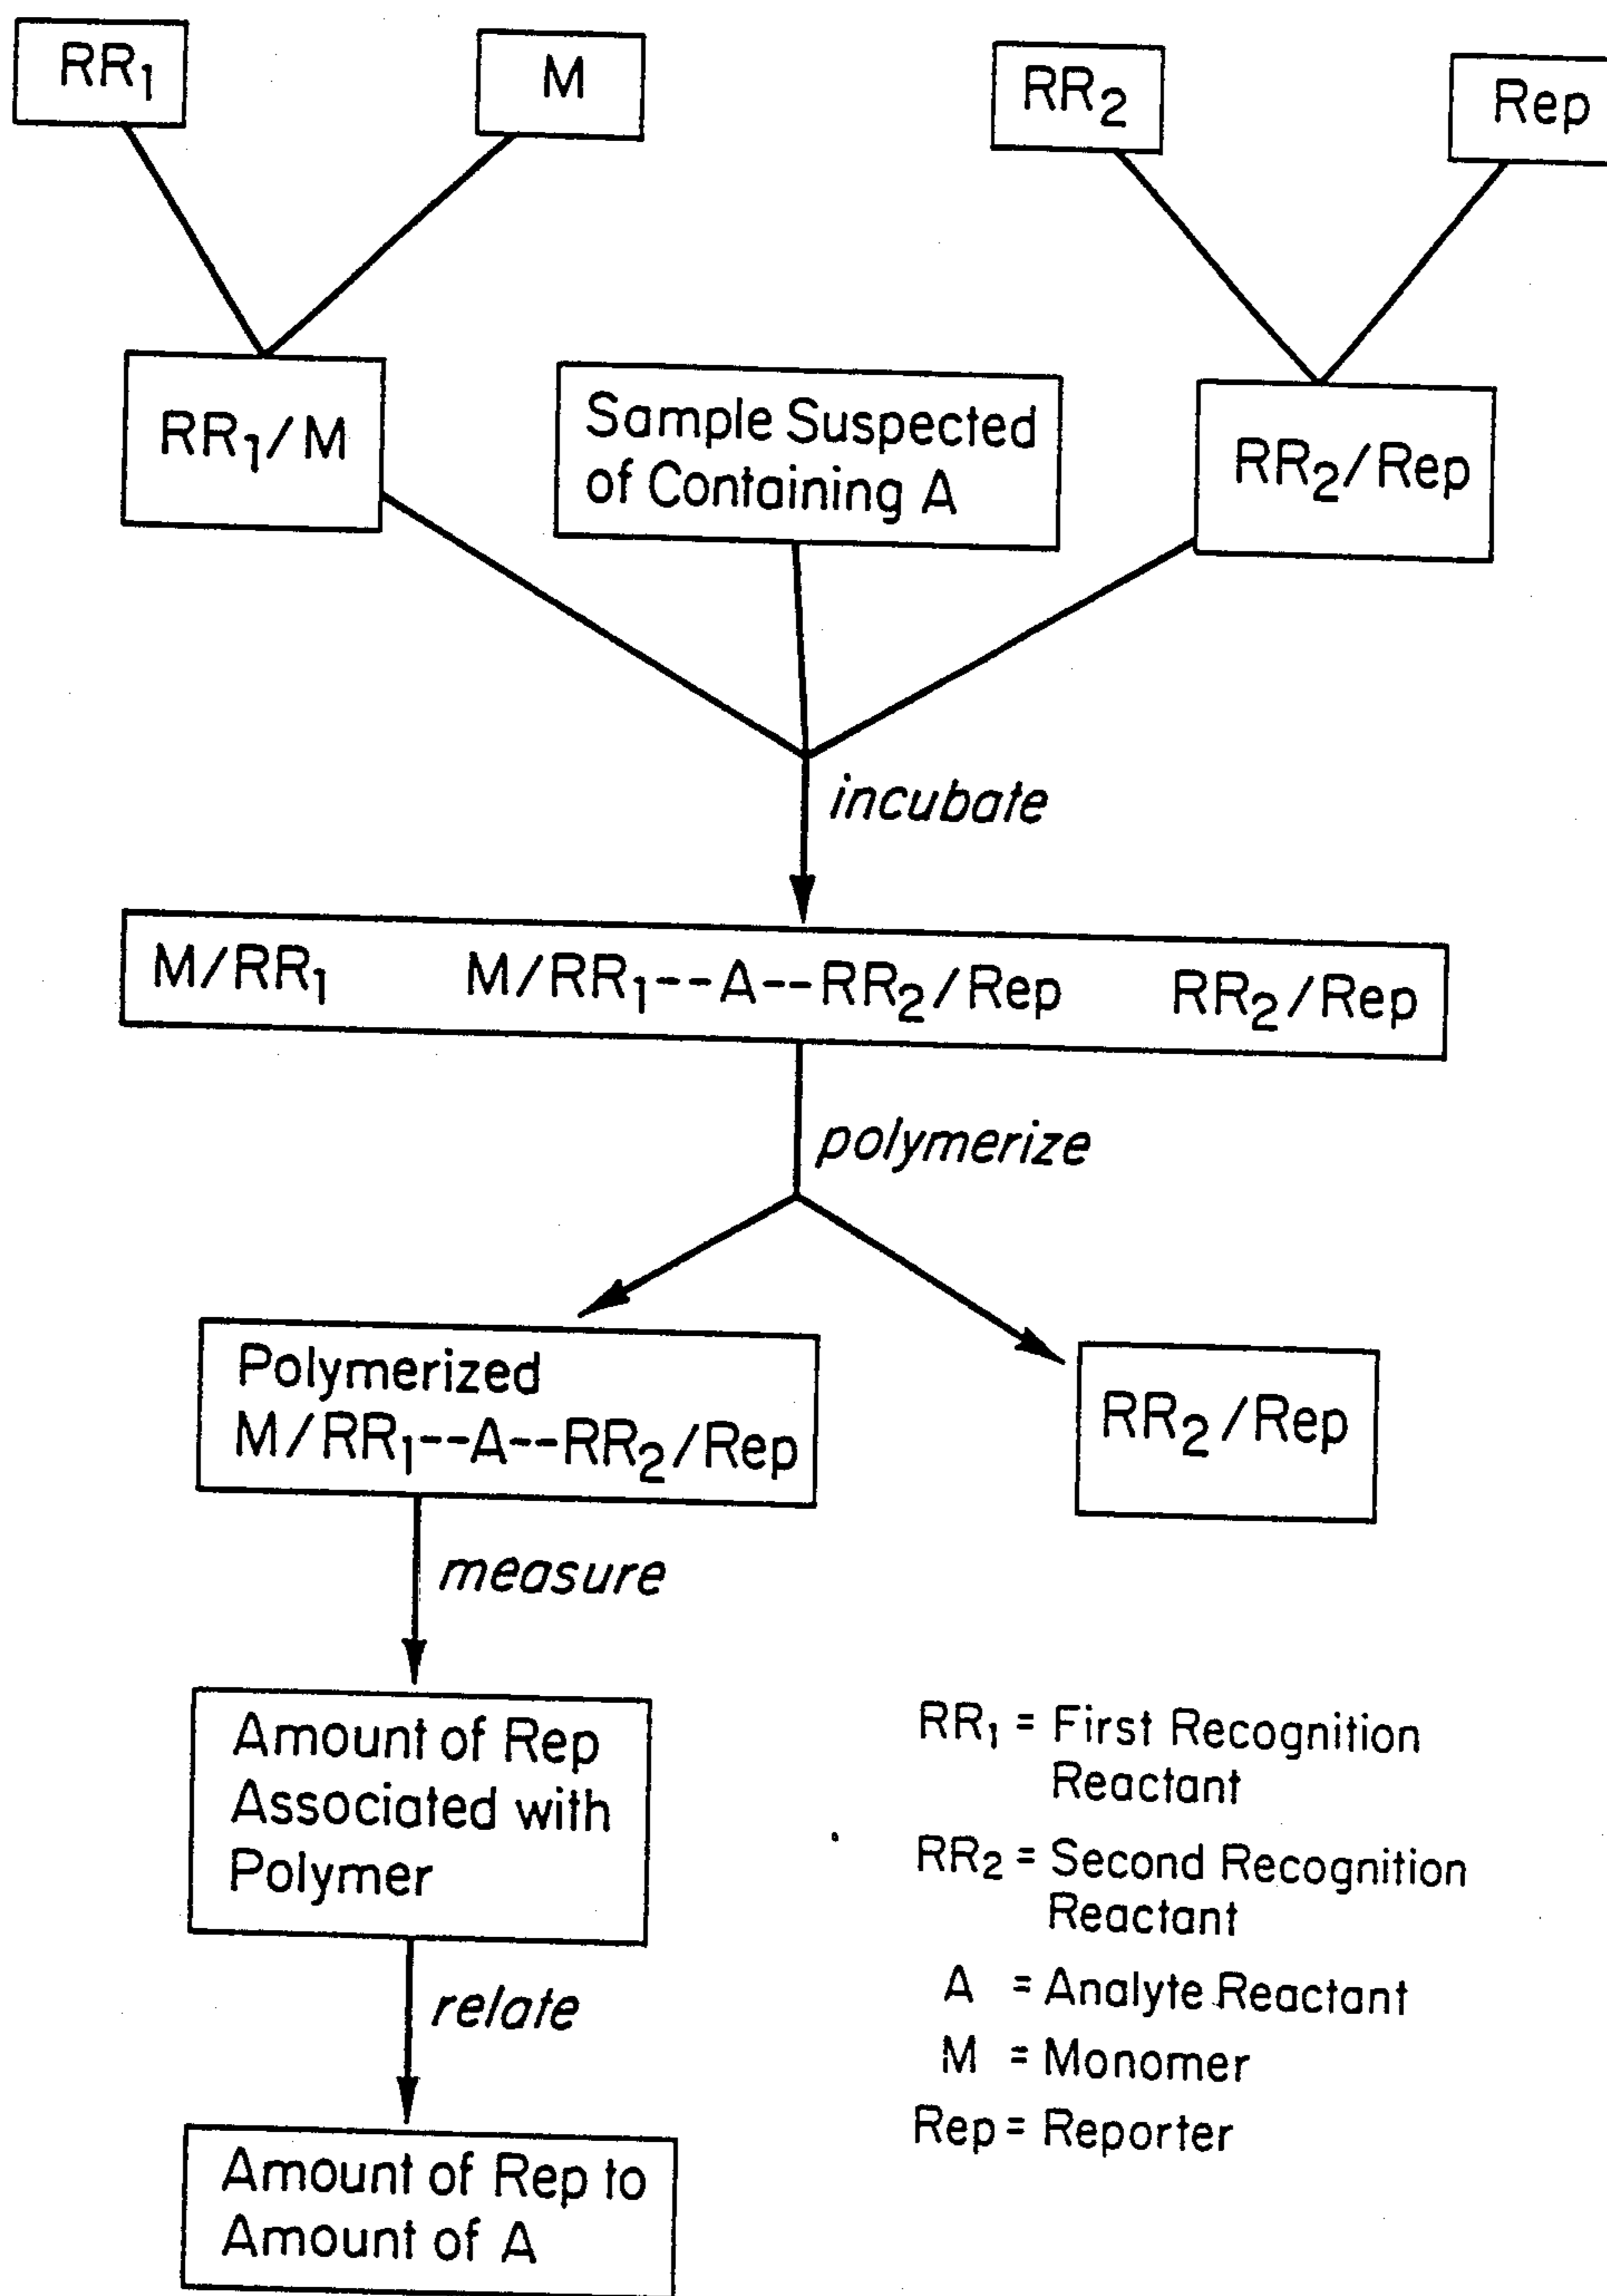 RR₁
M
RR₂
Rep
RR₁/M
Sample Suspected
of Containing A
RR₂/Rep
incubate
M/RR₁ M/RR₁---A--RR₂/Rep RR₂/Rep
polymerize
Polymerized
M/RR₁--A--RR₂/Rep
RR₂/Rep
measure
Amount of Rep
Associated with
Polymer
relate
Amount of Rep to
Amount of A
RR₁ = First Recognition
Reactant
RR₂ = Second Recognition
Reactant
A = Analyte Reactant
M = Monomer
Rep = Reporter